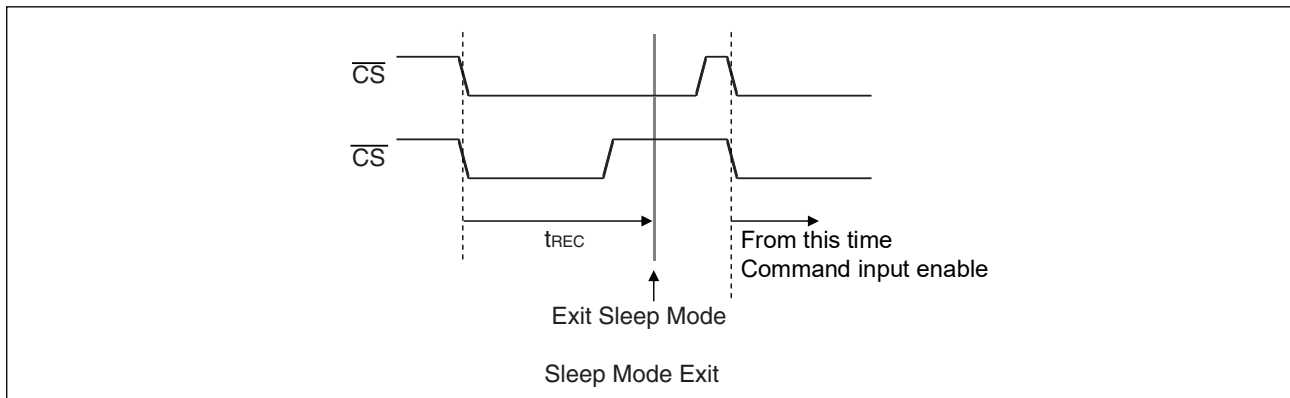 CS
CS
tREC
From this time
Command input enable
Exit Sleep Mode
Sleep Mode Exit